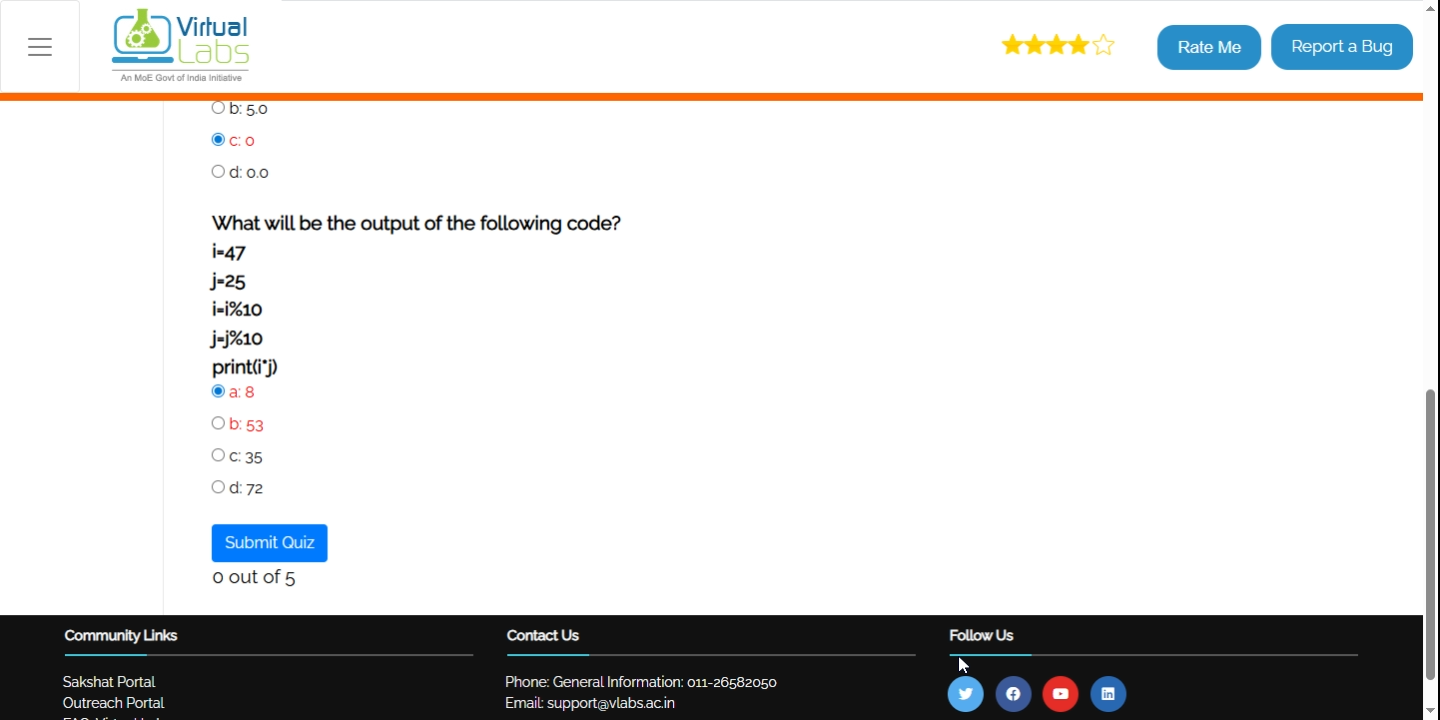 Virtual
Labs
An MoE Govt of India Initiative
Rate Me
Report a Bug
b: 5.0
c: 0
d: 0.0
What will be the output of the following code?
i=47
j=25
i=i%10
j=j%10
print(i*j)
a: 8
b: 53
c: 35
d: 72
Submit Quiz
0 out of 5
Community Links
Contact Us
Follow Us
Sakshat Portal
Phone: General Information: 011-26582050
Outreach Portal
Email: support@vlabs.ac.in